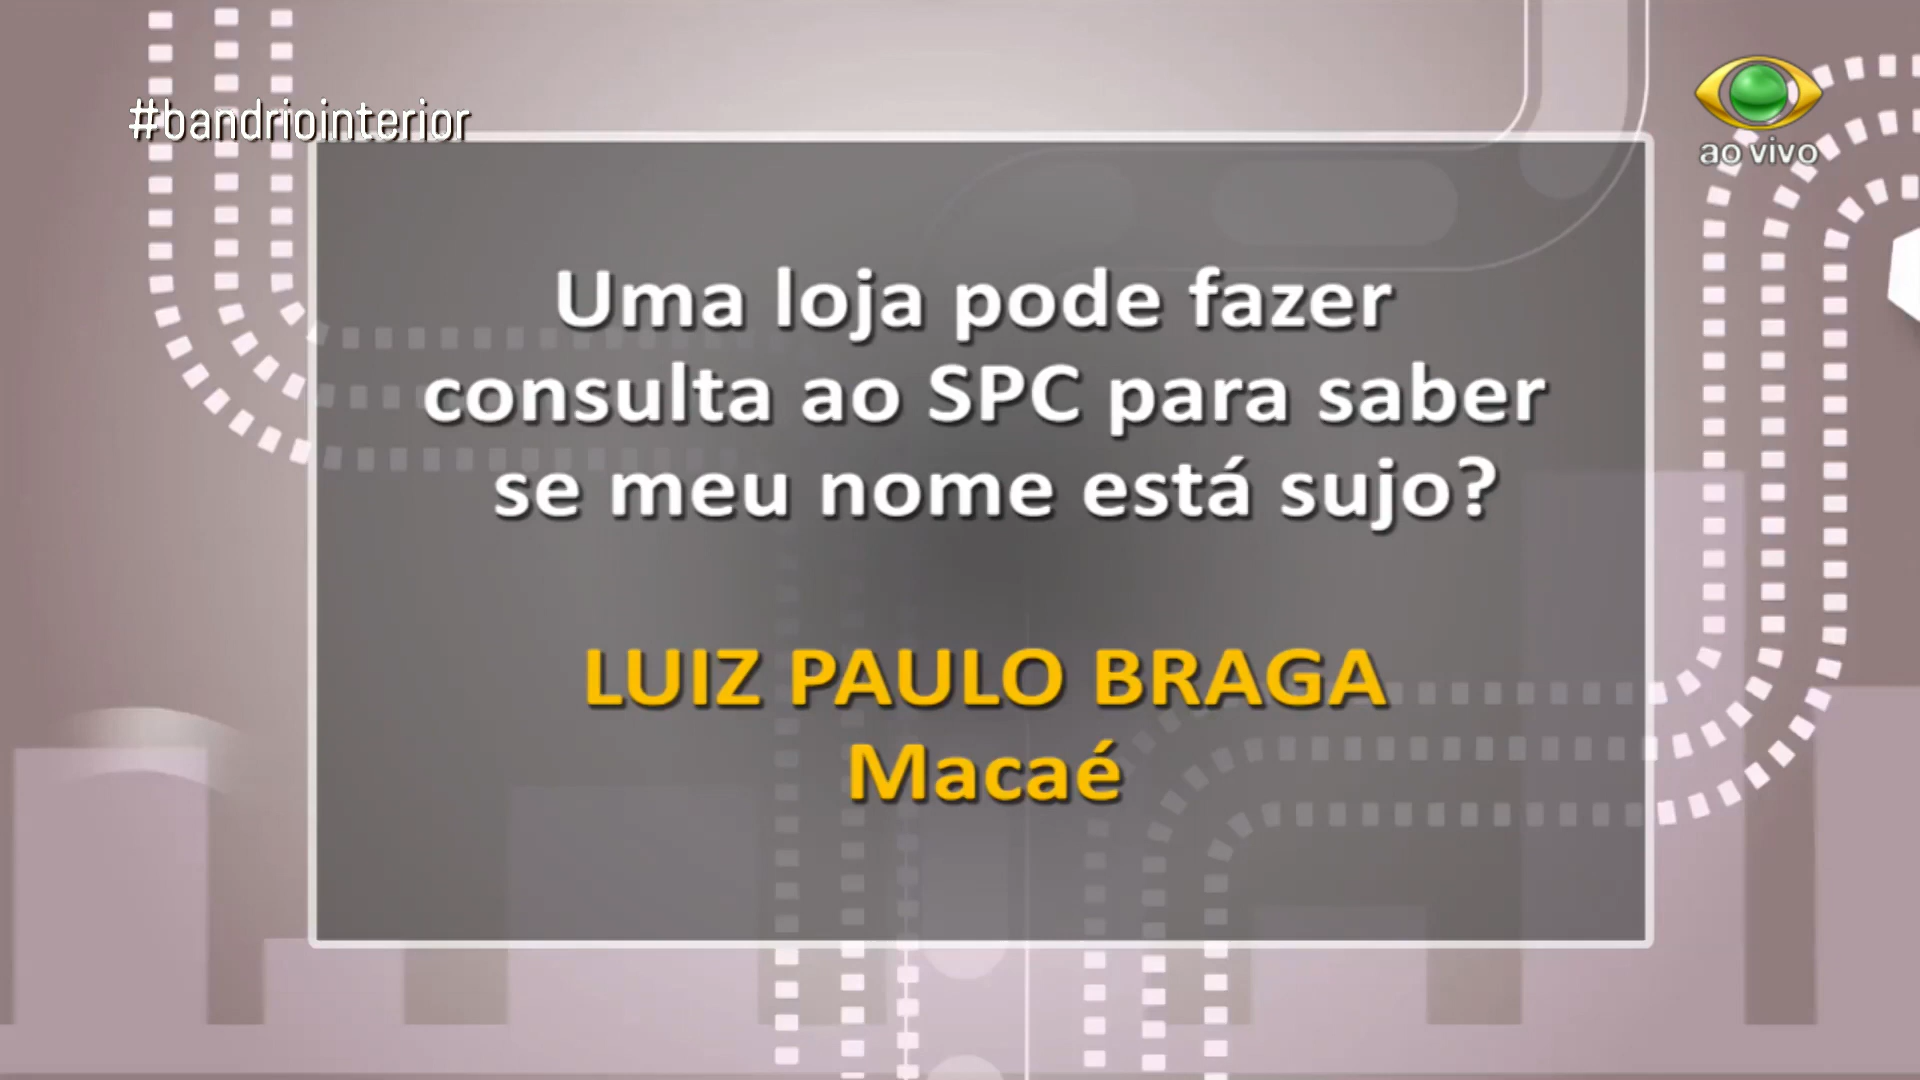 #bandriointerior
ao vivo
Uma loja pode fazer
consulta ao SPC para saber
se meu nome está sujo?
LUIZ PAULO BRAGA
Macaé